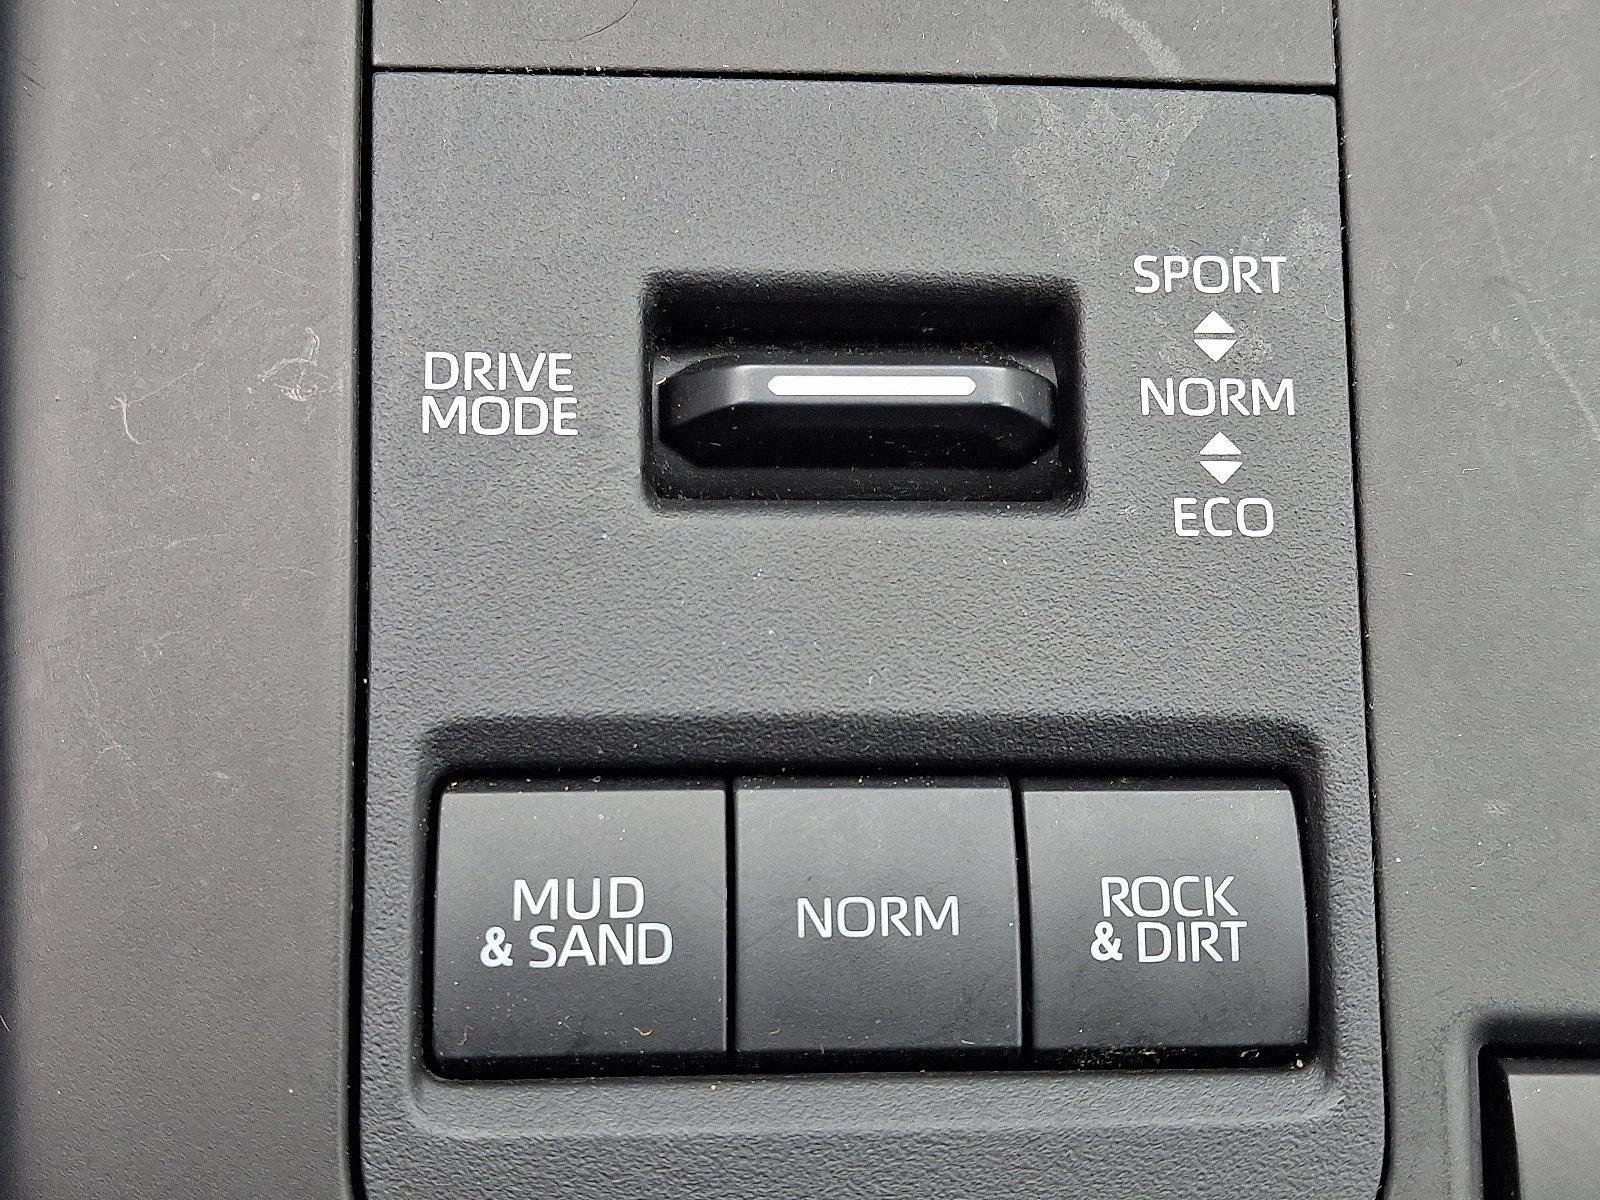 DRIVE
MODE
SPORT
NORM
ECO
MUD
& SAND
NORM
ROCK
& DIRT